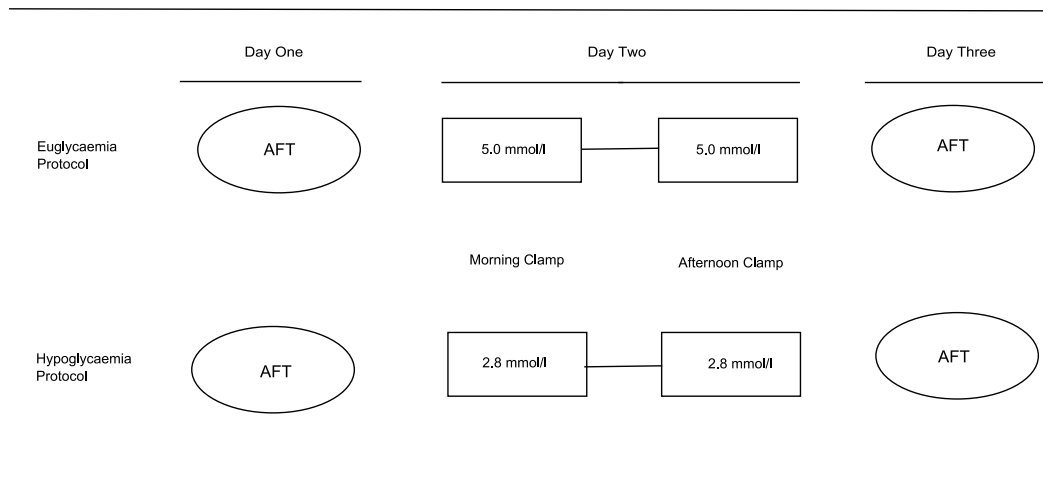 Day One
Day Two
Day Three
Euglycaemia
Protocol
AFT
5.0 mmol/l
5.0 mmol/l
AFT
Morning Clamp
Afternoon Clamp
Hypoglycaemia
Protocol
AFT
2.8 mmol/l
2.8 mmol/l
AFT